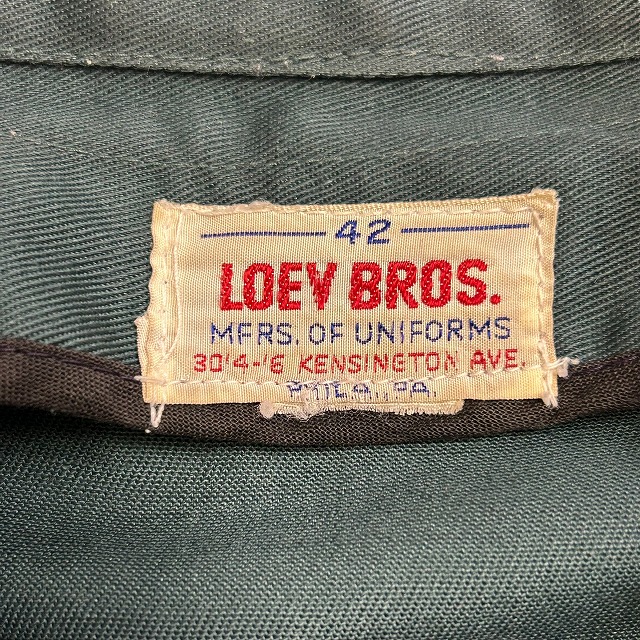 42
LOEV BROS.
MFRS. OF UNIFORMS
3014-16 KENSINGTON AVE.
PHILA., PA.